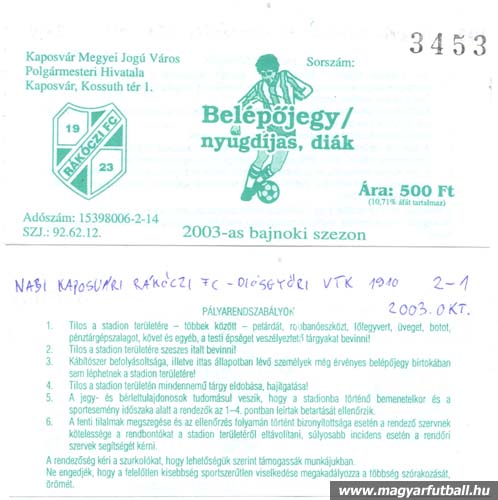 Kaposvár Megyei Jogú Város
Polgármesteri Hivatala
Kaposvár, Kossuth tér 1.
Sorszám:
3453
19
RÁKÓCZI FC
23
Belépőjegy/
nyugdíjas, diák
Ára: 500 Ft
(10,71% áfát tartalmaz)
Adószám: 15398006-2-14
SZJ.: 92.62.12.
2003-as bajnoki szezon
NABI KAPOSVÁRI RÁKÓCZI FC - DIÓSGYŐRI VTK 1910 2-1
2003. OKT.
PÁLYARENDSZABÁLYOK
1. Tilos a stadion területére – többek között – petárdát, robbanóeszközt, lőfegyvert, üveget, botot,
pénztárgépszalagot, követ és egyéb, a testi épséget veszélyeztető tárgyakat bevinni!
2. Tilos a stadion területére szeszes italt bevinni!
3. Kábítószer befolyásoltsága, illetve ittas állapotban lévő személyek még érvényes belépőjegy birtokában
sem léphetnek a stadion területére!
4. Tilos a stadion területén mindennemű tárgy eldobása, hajítgatása!
5. A jegy- és bérlettulajdonosok tudomásul veszik, hogy a stadionba történő bemenetelkor és a
sportesemény időszaka alatt a rendezők az 1–4. pontban leírtak betartását ellenőrzik.
6. A fenti tilalmak megszegése és az ellenőrzés folyamán történt bizonyítottsága esetén a rendező szervnek
kötelessége a rendbontókat a stadion területéről eltávolítani, súlyosabb incidens esetén a rendőri
szervek segítségét kérni.
A rendezőség kéri a szurkolókat, hogy lehetőségük szerint támogassák munkájukban.
Ne engedjék, hogy a felelőtlen kisebbség sportszerűtlen viselkedése megakadályozza a többség szórakozását,
örömét.
www.magyarfutball.hu